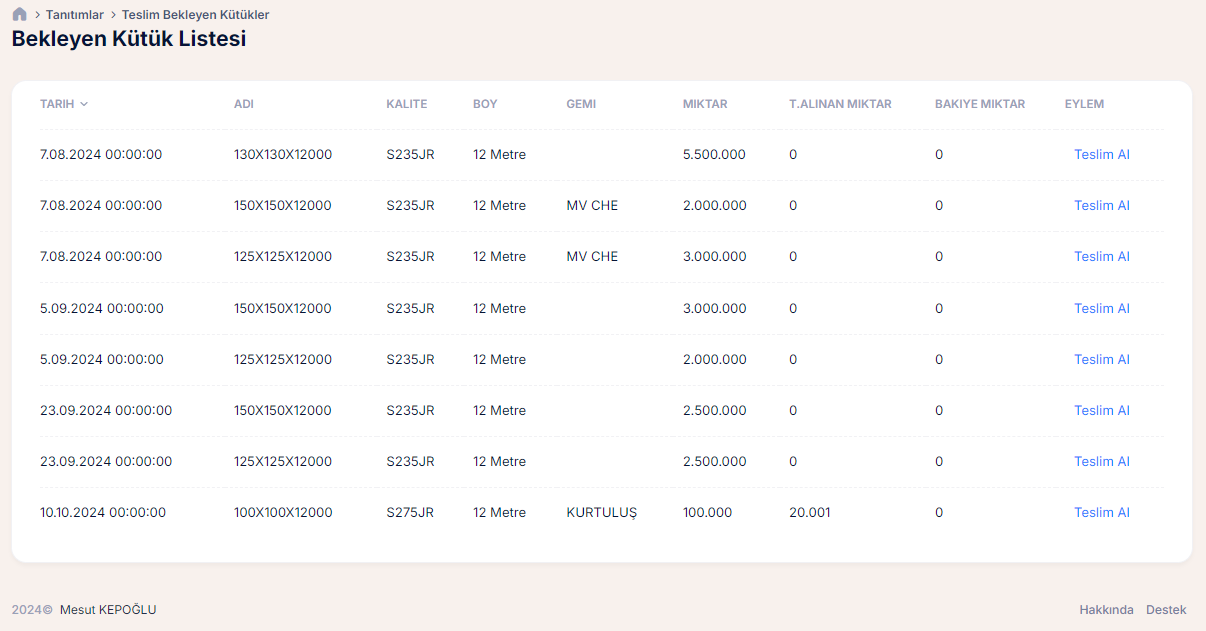 Tanıtımlar > Teslim Bekleyen Kütükler
Bekleyen Kütük Listesi
TARIH ADI KALITE BOY GEMI MIKTAR T.ALINAN MIKTAR BAKIYE MIKTAR EYLEM
7.08.2024 00:00:00 130X130X12000 S235JR 12 Metre 5.500.000 0 0 Teslim Al
7.08.2024 00:00:00 150X150X12000 S235JR 12 Metre MV CHE 2.000.000 0 0 Teslim Al
7.08.2024 00:00:00 125X125X12000 S235JR 12 Metre MV CHE 3.000.000 0 0 Teslim Al
5.09.2024 00:00:00 150X150X12000 S235JR 12 Metre 3.000.000 0 0 Teslim Al
5.09.2024 00:00:00 125X125X12000 S235JR 12 Metre 2.000.000 0 0 Teslim Al
23.09.2024 00:00:00 150X150X12000 S235JR 12 Metre 2.500.000 0 0 Teslim Al
23.09.2024 00:00:00 125X125X12000 S235JR 12 Metre 2.500.000 0 0 Teslim Al
10.10.2024 00:00:00 100X100X12000 S275JR 12 Metre KURTULUŞ 100.000 20.001 0 Teslim Al
2024© Mesut KEPOĞLU Hakkında Destek